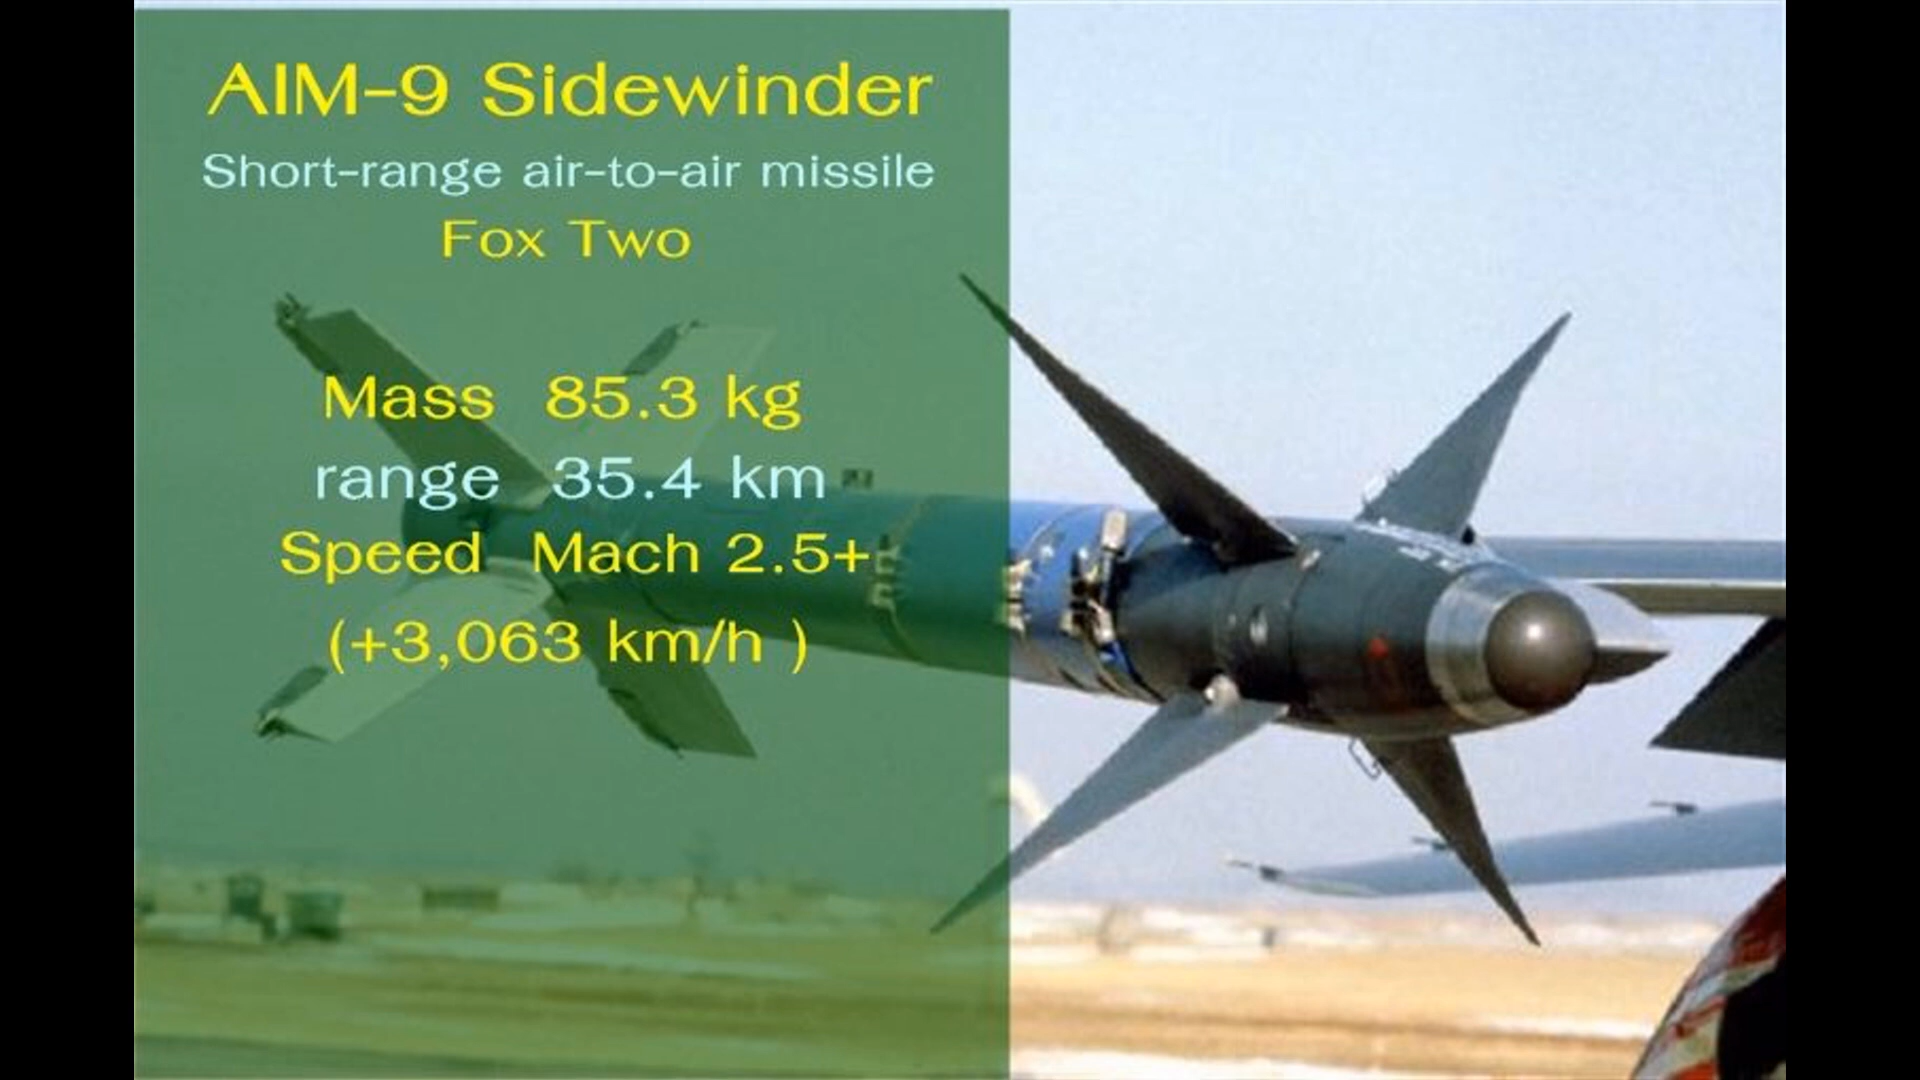 AIM-9 Sidewinder
Short-range air-to-air missile
Fox Two
Mass 85.3 kg
range 35.4 km
Speed Mach 2.5+
(+3,063 km/h )